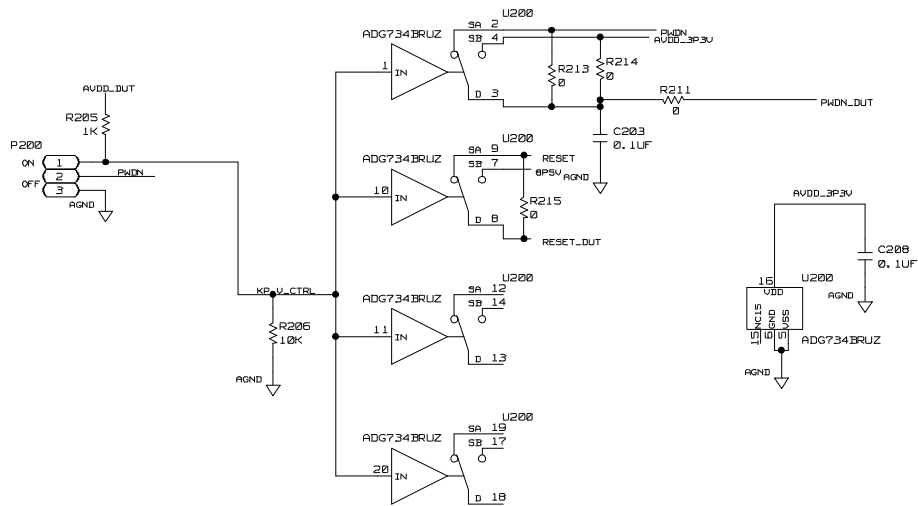 U200
ADG734BRUZ
SA 2
SB 4
PWDN
AVDD_3P3V
1 IN
R213
0
R214
0
D 3
R211
0
PWDN_DUT
AVDD_DUT
R205
1K
P200
ON 1
2 PWDN
OFF 3
AGND
C203
0.1UF
AGND
U200
ADG734BRUZ
SA 9
SB 7
RESET
8P5V
10 IN
R215
0
D 8
RESET_DUT
AVDD_3P3V
C208
0.1UF
AGND
16 U200
VDD
NC15
GND
VSS
15
6
5
ADG734BRUZ
AGND
KP_V_CTRL
R206
10K
AGND
U200
ADG734BRUZ
SA 12
SB 14
11 IN
D 13
U200
ADG734BRUZ
SA 19
SB 17
20 IN
D 18